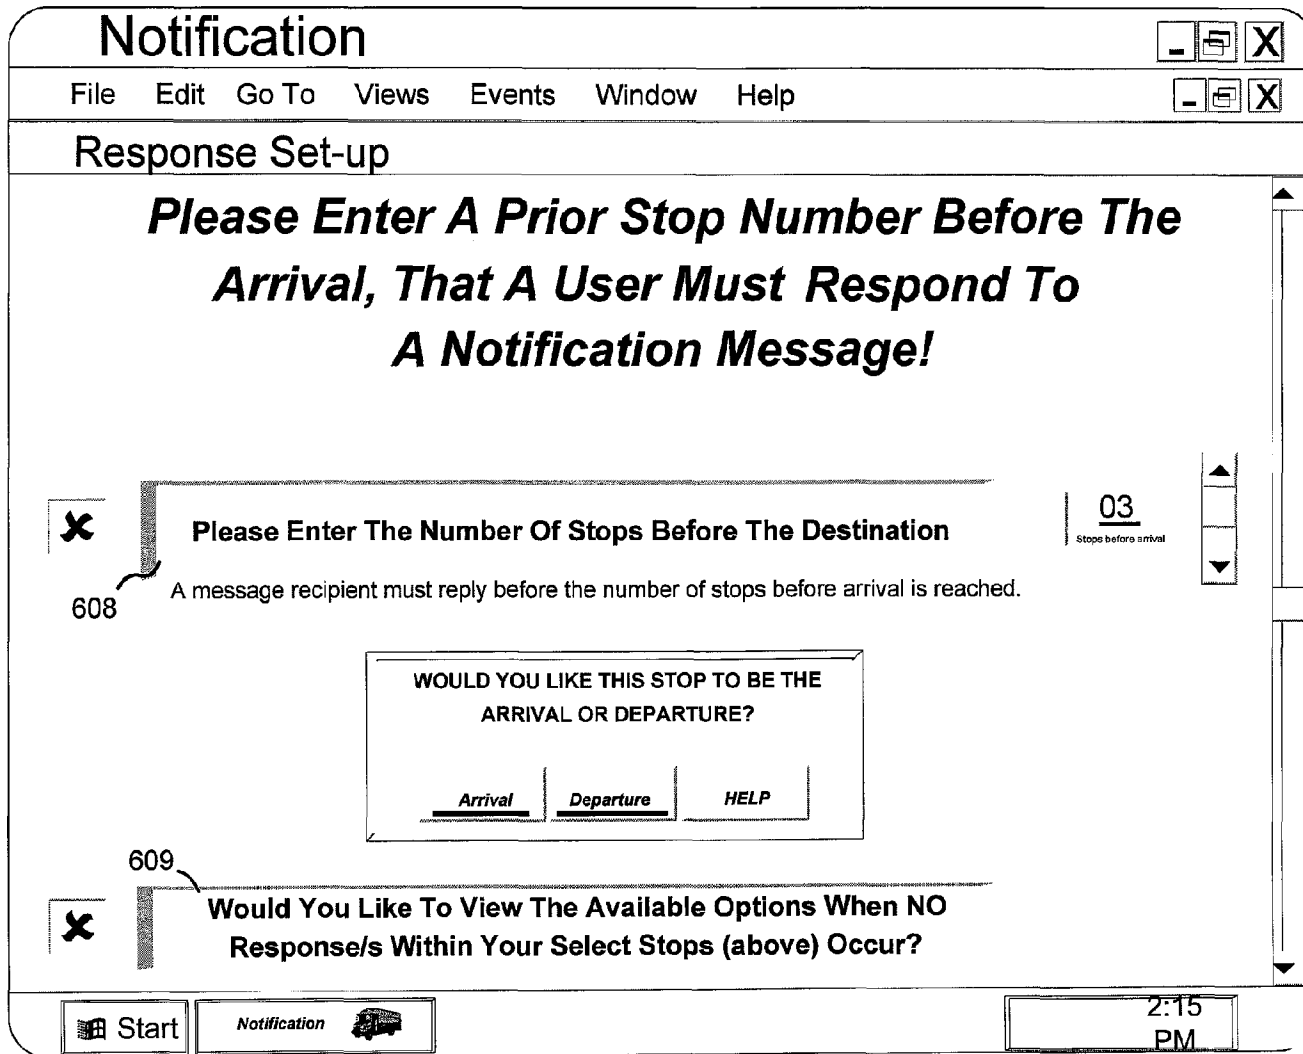 Notification
File Edit Go To Views Events Window Help
Response Set-up
Please Enter A Prior Stop Number Before The
Arrival, That A User Must Respond To
A Notification Message!
Please Enter The Number Of Stops Before The Destination
03
Stops before arrival
608
A message recipient must reply before the number of stops before arrival is reached.
WOULD YOU LIKE THIS STOP TO BE THE
ARRIVAL OR DEPARTURE?
Arrival Departure HELP
609
Would You Like To View The Available Options When NO
Response/s Within Your Select Stops (above) Occur?
Start Notification
2:15
PM